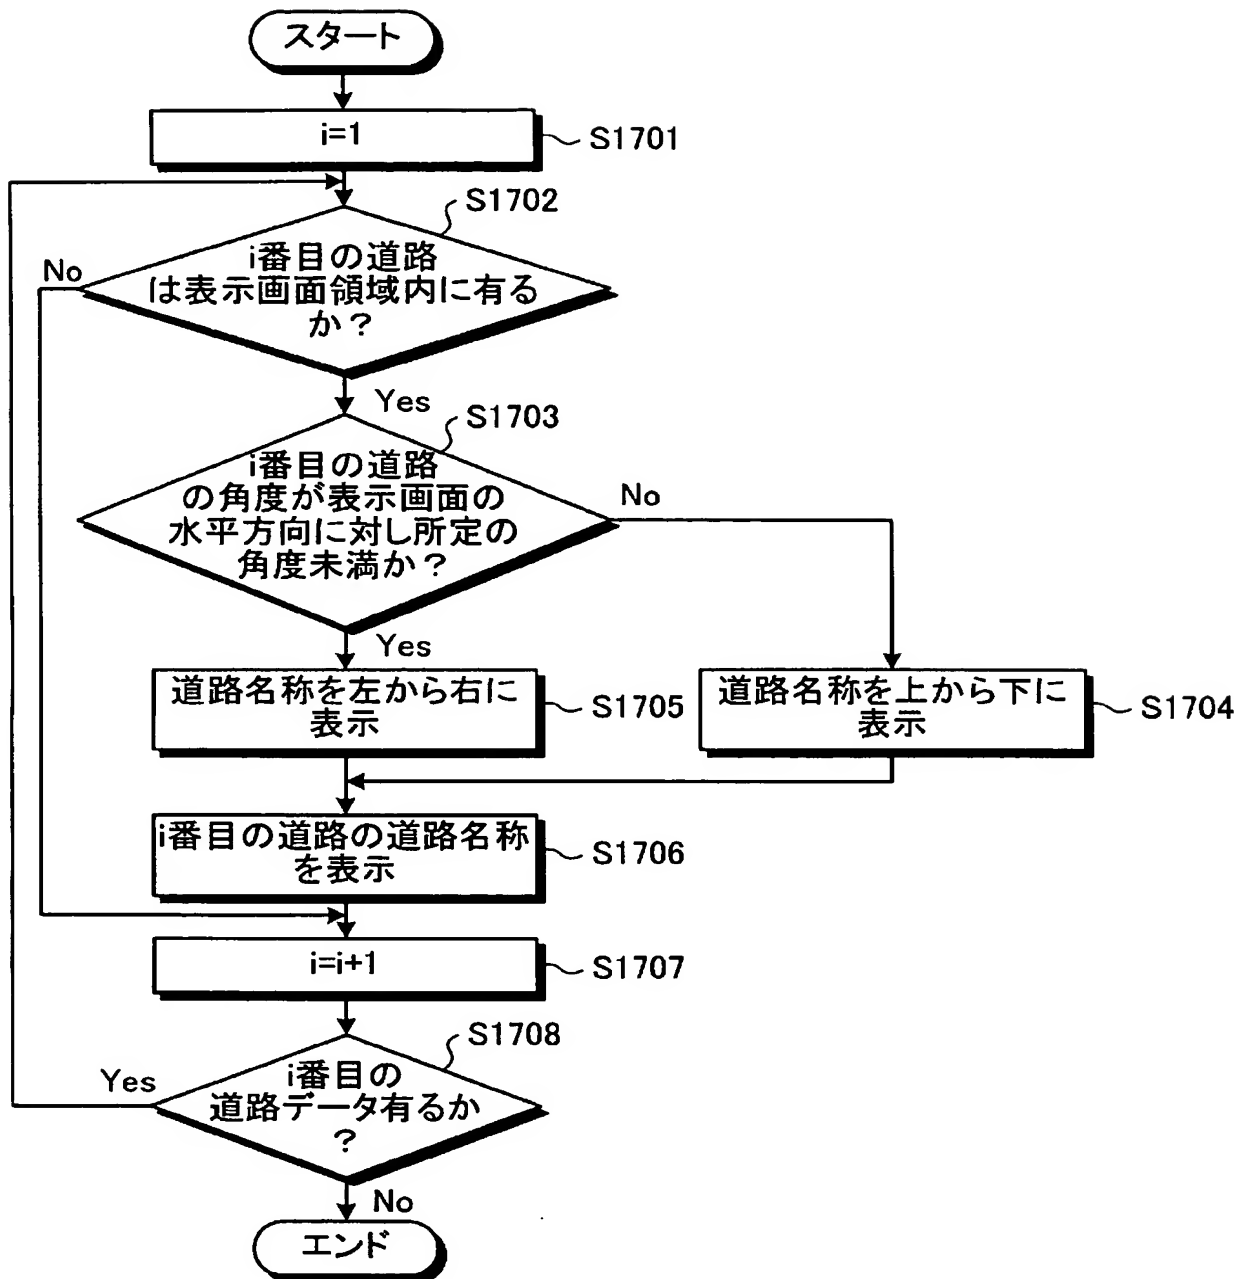 スタート
i=1
S1701
S1702
i番目の道路
は表示画面領域内に有る
か？
No
Yes
S1703
i番目の道路
の角度が表示画面の
水平方向に対し所定の
角度未満か？
No
Yes
道路名称を左から右に
表示
S1705
道路名称を上から下に
表示
S1704
i番目の道路の道路名称
を表示
S1706
i=i+1
S1707
S1708
i番目の
道路データ有るか
？
Yes
No
エンド